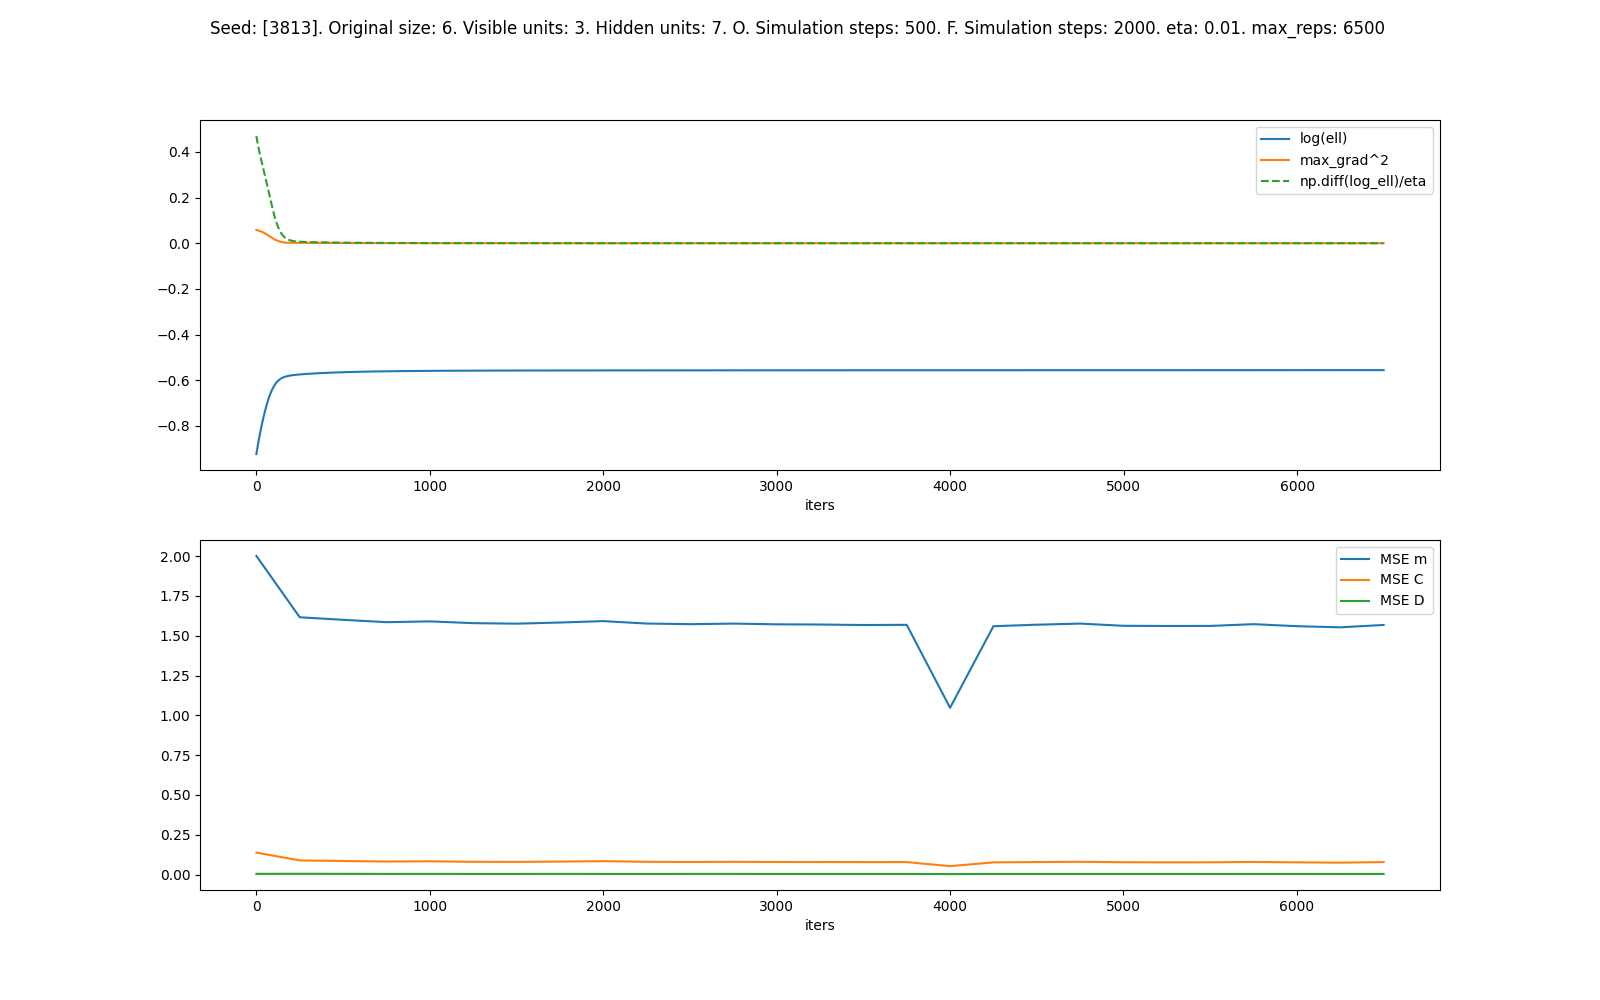 Seed: [3813]. Original size: 6. Visible units: 3. Hidden units: 7. O. Simulation steps: 500. F. Simulation steps: 2000. eta: 0.01. max_reps: 6500
0.4
0.2
0.0
−0.2
−0.4
−0.6
−0.8
log(ell)
max_grad^2
np.diff(log_ell)/eta
0 1000 2000 3000 4000 5000 6000
iters
2.00
1.75
1.50
1.25
1.00
0.75
0.50
0.25
0.00
MSE m
MSE C
MSE D
0 1000 2000 3000 4000 5000 6000
iters